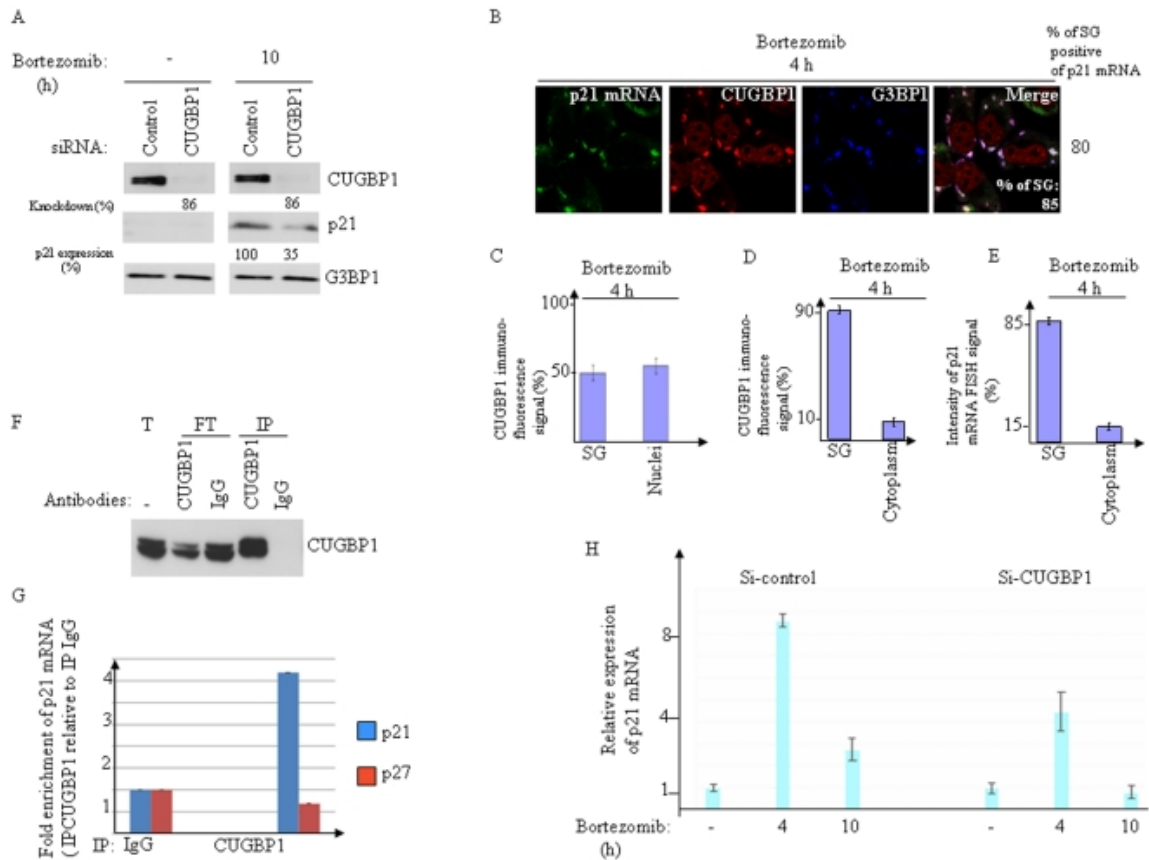 A
Bortezomib: - 10
(h)
siRNA: Control CUGBP1 Control CUGBP1
CUGBP1
Knockdown (%) 86 86
p21
p21 expression
(%)
100 35
G3BP1
B
Bortezomib
4 h
% of SG
positive
of p21 mRNA
p21 mRNA CUGBP1 G3BP1 Merge
80
% of SG:
85
C
Bortezomib
4 h
CUGBP1 immuno-
fluorescence
signal (%)
100
50
SG Nuclei
D
Bortezomib
4 h
CUGBP1 immuno-
fluorescence
signal (%)
90
10
SG Cytoplasm
E
Bortezomib
4 h
Intensity of p21
mRNA FISH signal
(%)
85
15
SG Cytoplasm
F
T FT IP
Antibodies: - CUGBP1 IgG CUGBP1 IgG
CUGBP1
G
Fold enrichment of p21 mRNA
( IPCUGBP1 relative to IP IgG
4
3
2
1
IP: IgG CUGBP1
p21
p27
H
Si-control Si-CUGBP1
Relative expression
of p21 mRNA
8
4
1
Bortezomib: - 4 10 - 4 10
(h)